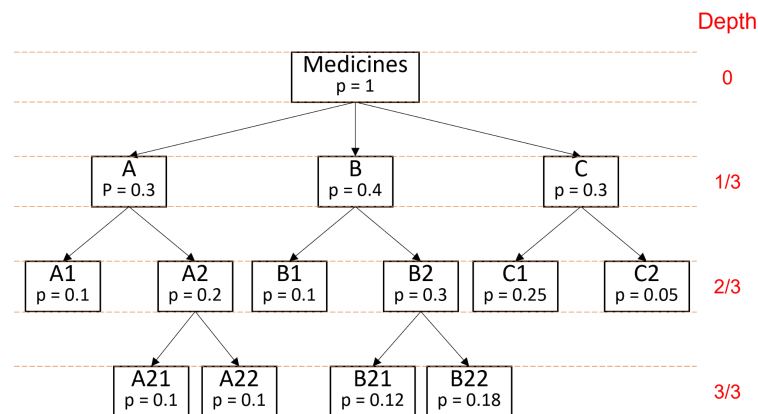 Depth
Medicines
p = 1
0
A
P = 0.3
B
p = 0.4
C
p = 0.3
1/3
A1
p = 0.1
A2
p = 0.2
B1
p = 0.1
B2
p = 0.3
C1
p = 0.25
C2
p = 0.05
2/3
A21
p = 0.1
A22
p = 0.1
B21
p = 0.12
B22
p = 0.18
3/3